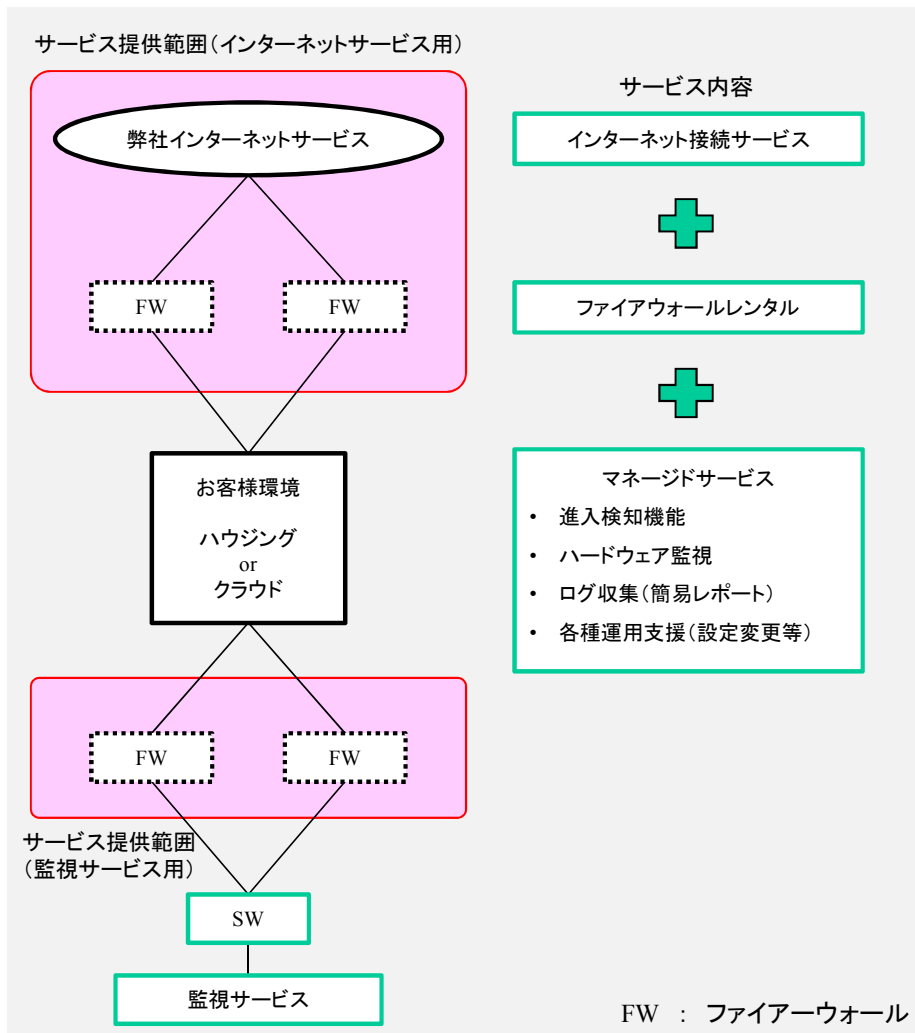 サービス提供範囲(インターネットサービス用)
弊社インターネットサービス
FW
FW
お客様環境
ハウジング
or
クラウド
FW
FW
サービス提供範囲
(監視サービス用)
SW
監視サービス
サービス内容
インターネット接続サービス
ファイアウォールレンタル
マネージドサービス
• 進入検知機能
• ハードウェア監視
• ログ収集(簡易レポート)
• 各種運用支援(設定変更等)
FW : ファイアーウォール